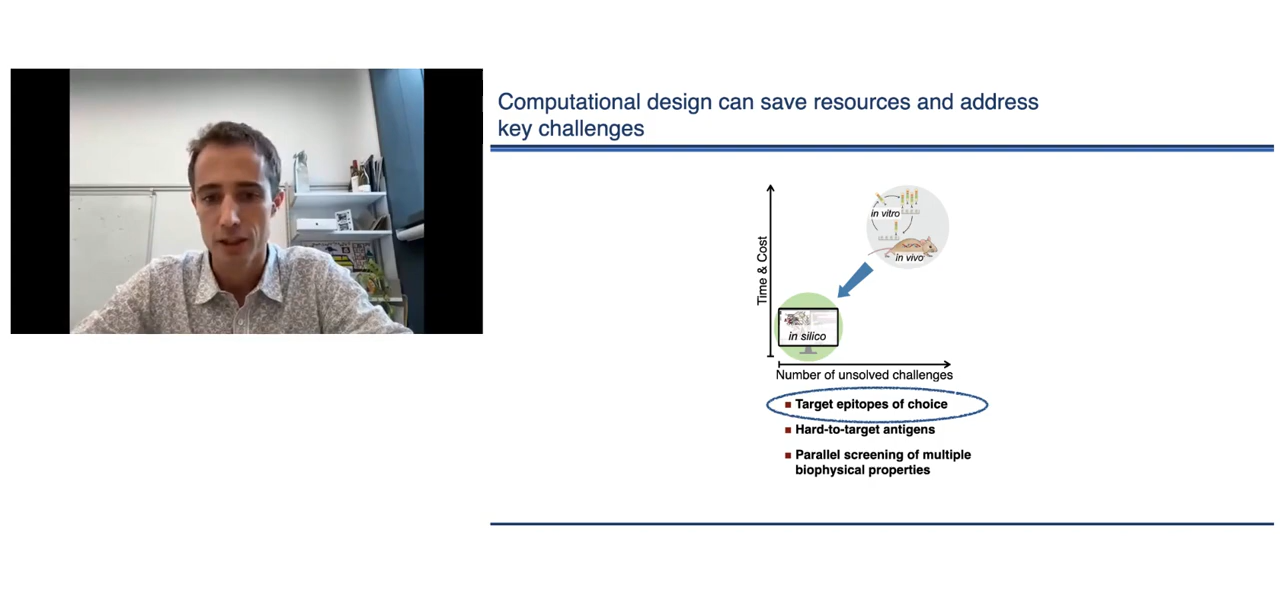 Computational design can save resources and address
key challenges
in vitro
in vivo
Time & Cost
in silico
Number of unsolved challenges
Target epitopes of choice
Hard-to-target antigens
Parallel screening of multiple
biophysical properties